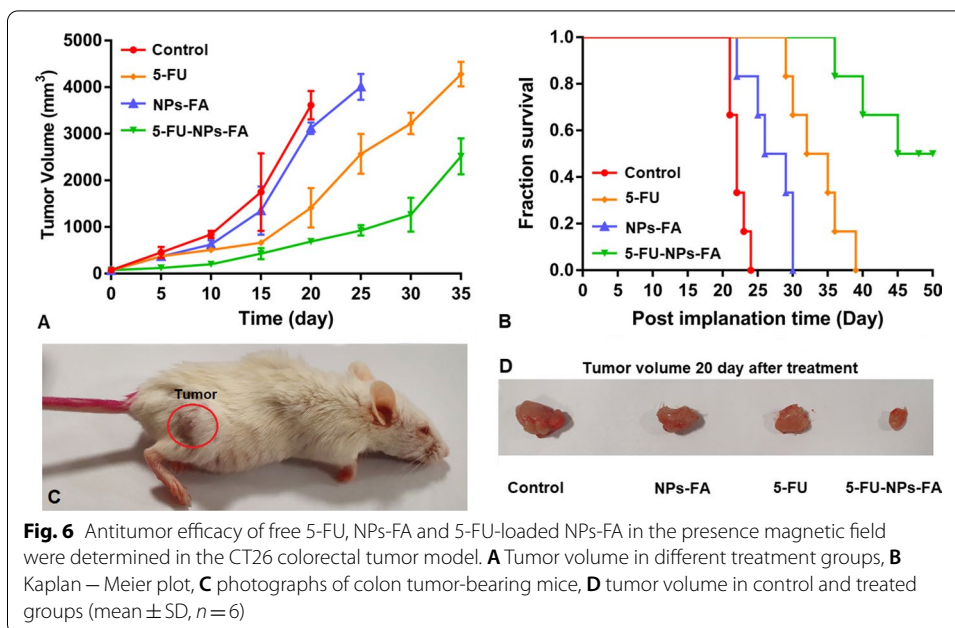 5000
4000
3000
2000
1000
0
Tumor Volume (mm³)
Control
5-FU
NPs-FA
5-FU-NPs-FA
0 5 10 15 20 25 30 35
Time (day)
A
1.0
0.8
0.6
0.4
0.2
0.0
Fraction survival
Control
5-FU
NPs-FA
5-FU-NPs-FA
0 5 10 15 20 25 30 35 40 45 50
Post implanation time (Day)
B
Tumor
C
D
Tumor volume 20 day after treatment
Control NPs-FA 5-FU 5-FU-NPs-FA
Fig. 6 Antitumor efficacy of free 5-FU, NPs-FA and 5-FU-loaded NPs-FA in the presence magnetic field
were determined in the CT26 colorectal tumor model. A Tumor volume in different treatment groups, B
Kaplan – Meier plot, C photographs of colon tumor-bearing mice, D tumor volume in control and treated
groups (mean ± SD, n = 6)